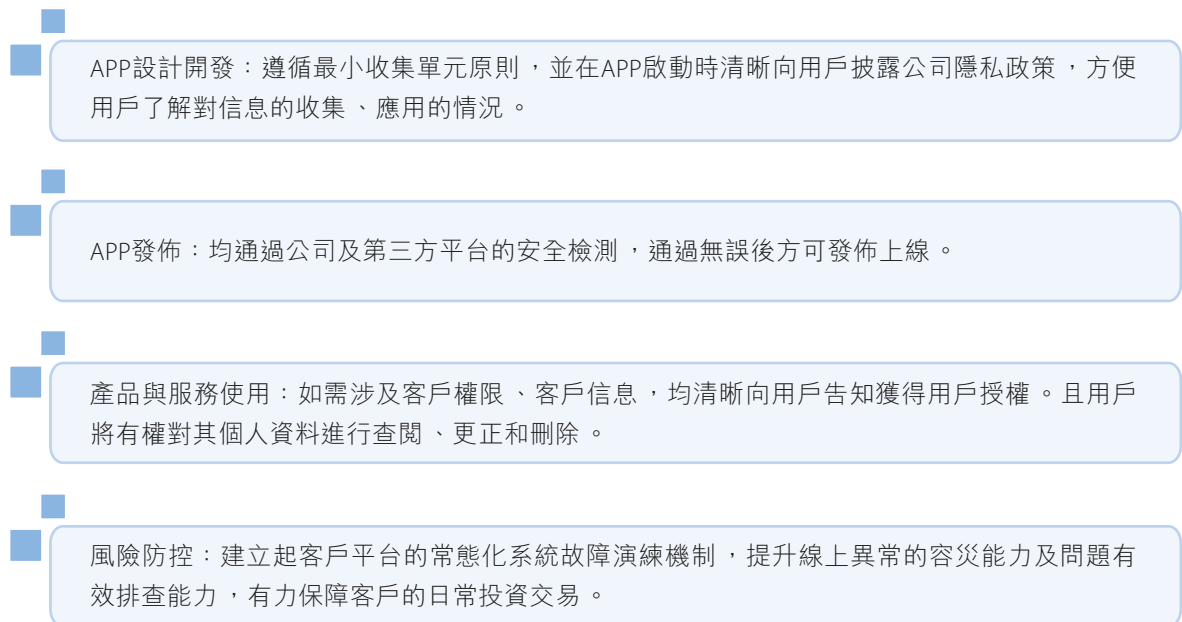 APP設計開發：遵循最小收集單元原則，並在APP啟動時清晰向用戶披露公司隱私政策，方便
用戶了解對信息的收集、應用的情況。
APP發佈：均通過公司及第三方平台的安全檢測，通過無誤後方可發佈上線。
產品與服務使用：如需涉及客戶權限、客戶信息，均清晰向用戶告知獲得用戶授權。且用戶
將有權對其個人資料進行查閱、更正和刪除。
風險防控：建立起客戶平台的常態化系統故障演練機制，提升線上異常的容災能力及問題有
效排查能力，有力保障客戶的日常投資交易。